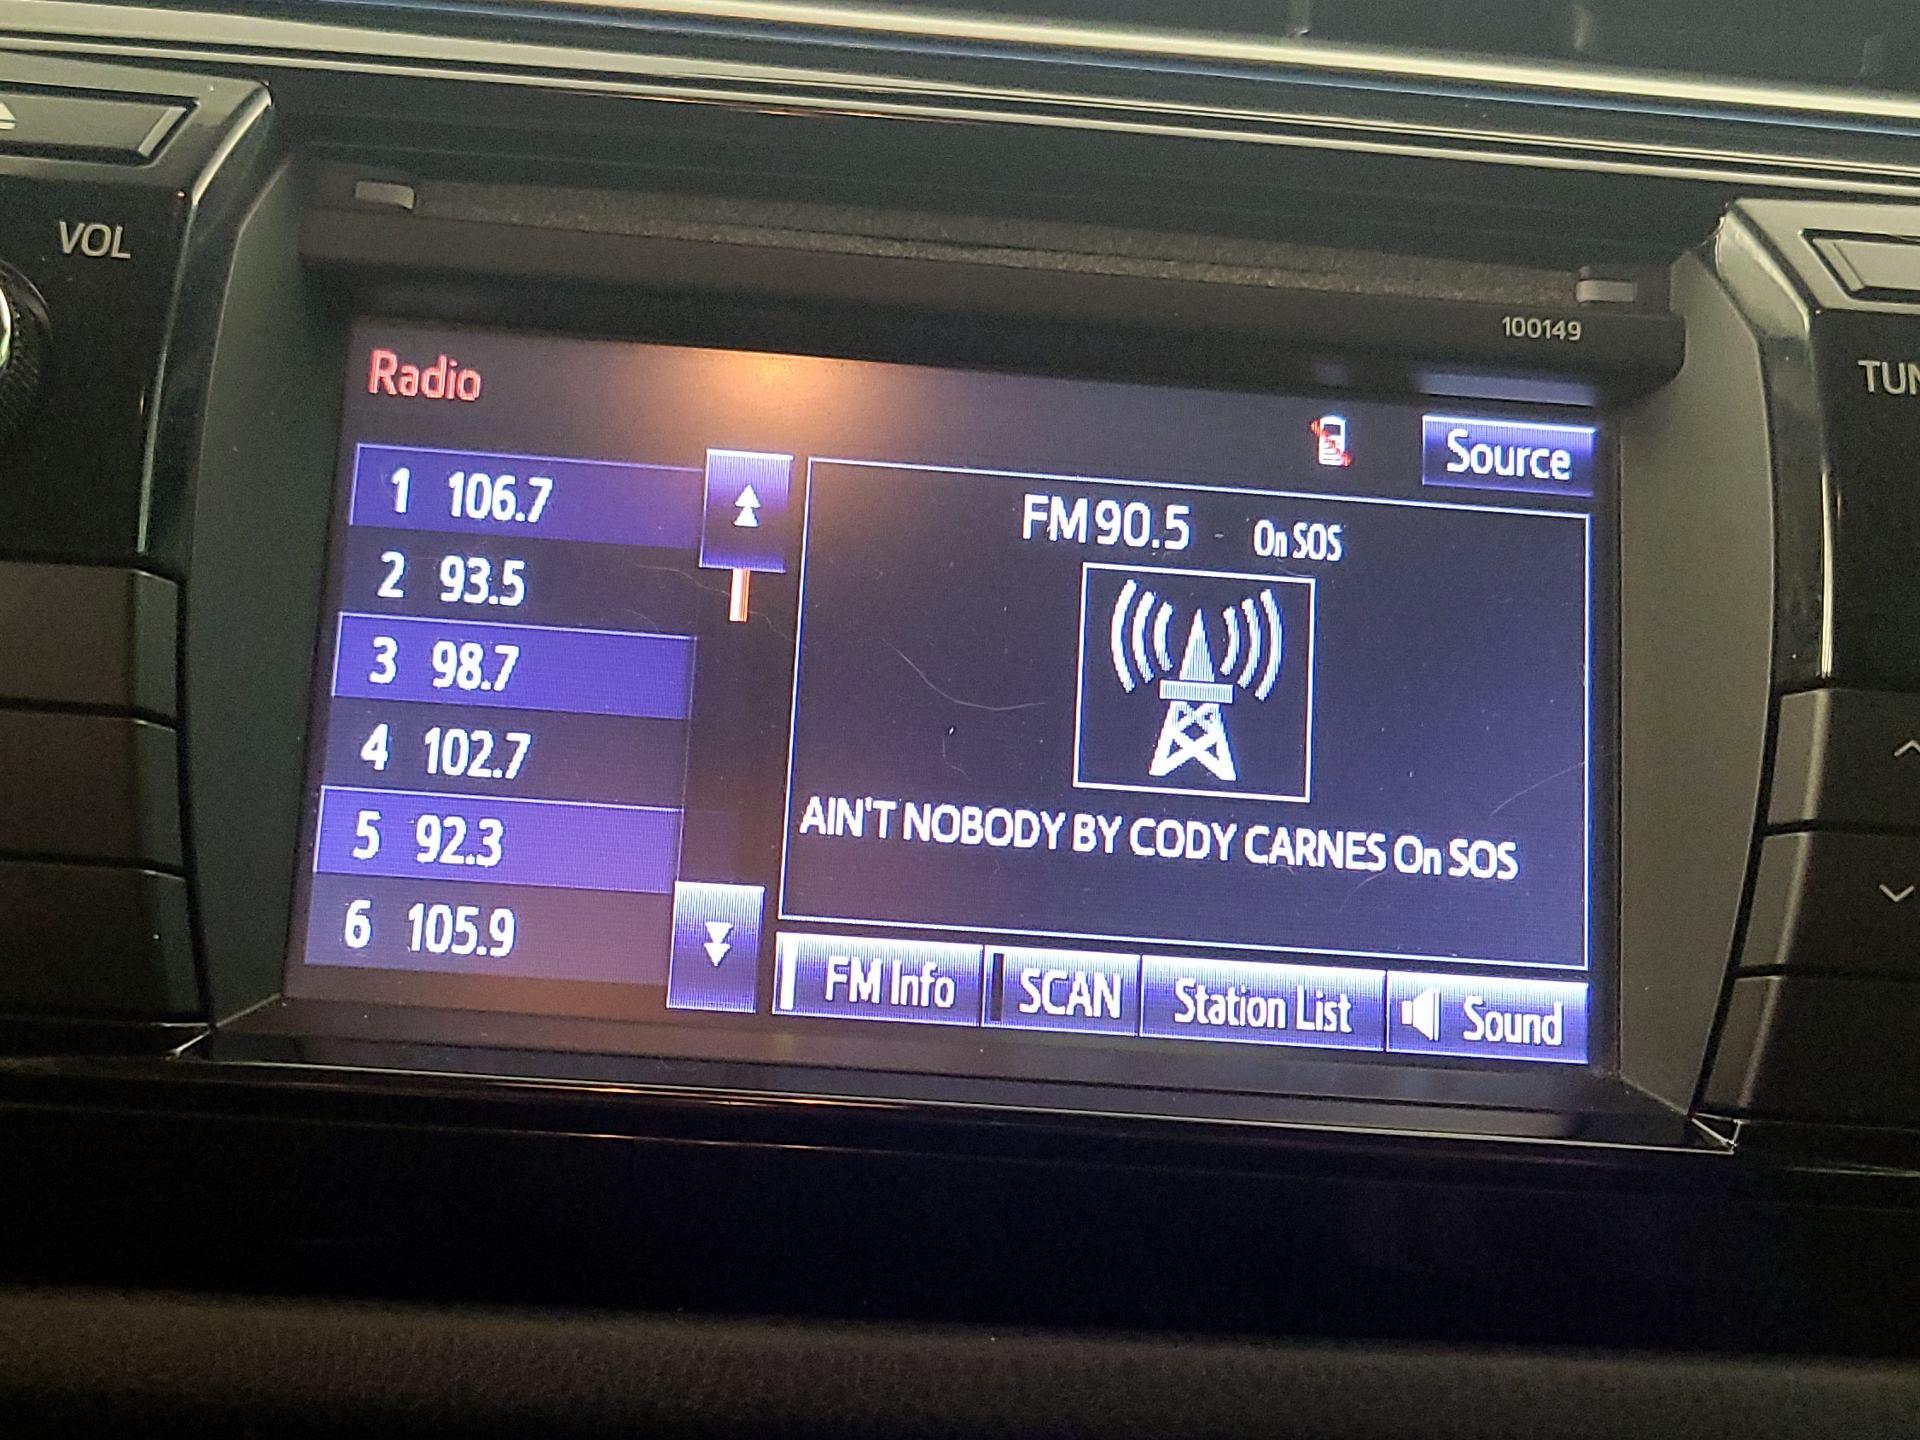 VOL
100149
Radio
Source
1 106.7
2 93.5
3 98.7
4 102.7
5 92.3
6 105.9
FM 90.5 On SOS
AIN'T NOBODY BY CODY CARNES On SOS
FM Info
SCAN
Station List
Sound
TUN